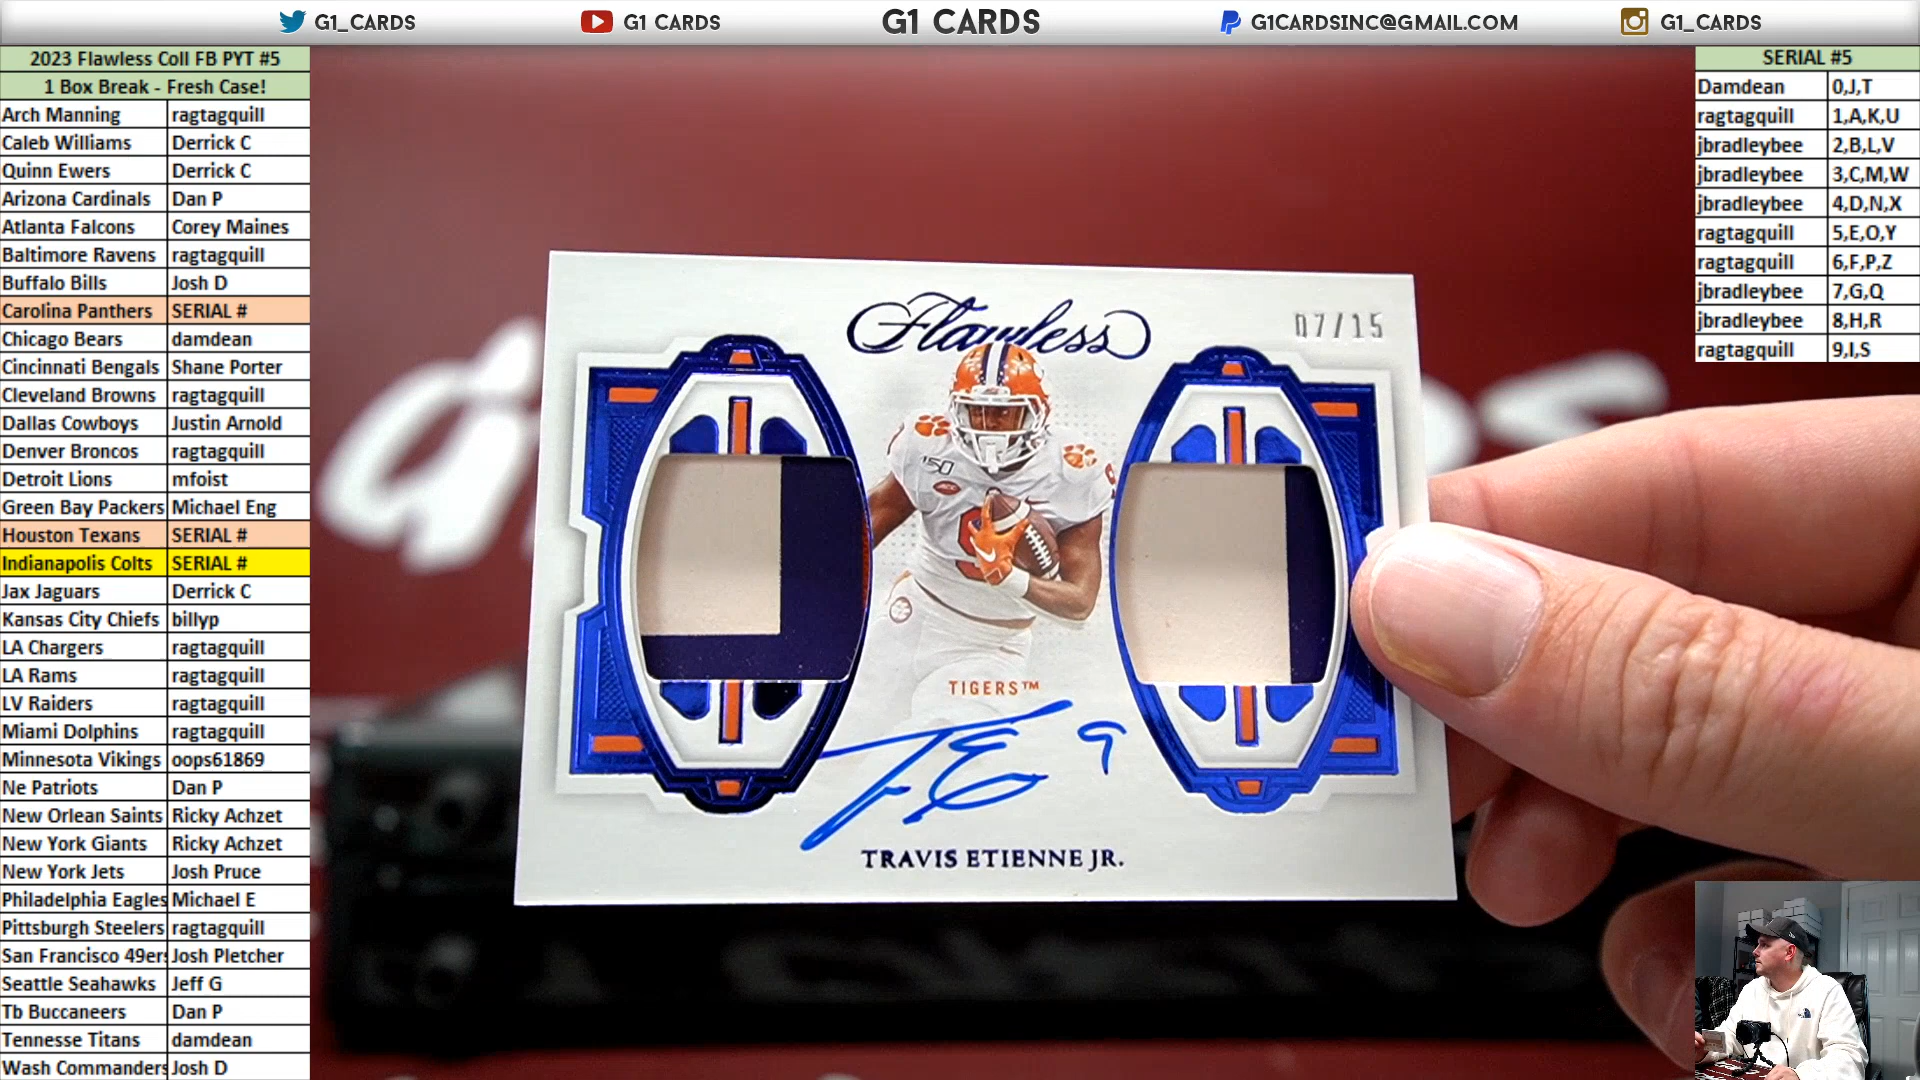 G1_CARDS
G1 CARDS
G1 CARDS
G1CARDSINC@GMAIL.COM
G1_CARDS
2023 Flawless Coll FB PYT #5
1 Box Break - Fresh Case!
Arch Manning ragtagquill
Caleb Williams Derrick C
Quinn Ewers Derrick C
Arizona Cardinals Dan P
Atlanta Falcons Corey Maines
Baltimore Ravens ragtagquill
Buffalo Bills Josh D
Carolina Panthers SERIAL #
Chicago Bears damdean
Cincinnati Bengals Shane Porter
Cleveland Browns ragtagquill
Dallas Cowboys Justin Arnold
Denver Broncos ragtagquill
Detroit Lions mfoist
Green Bay Packers Michael Eng
Houston Texans SERIAL #
Indianapolis Colts SERIAL #
Jax Jaguars Derrick C
Kansas City Chiefs billyp
LA Chargers ragtagquill
LA Rams ragtagquill
LV Raiders ragtagquill
Miami Dolphins ragtagquill
Minnesota Vikings oops61869
Ne Patriots Dan P
New Orlean Saints Ricky Achzet
New York Giants Ricky Achzet
New York Jets Josh Pruce
Philadelphia Eagles Michael E
Pittsburgh Steelers ragtagquill
San Francisco 49ers Josh Pletcher
Seattle Seahawks Jeff G
Tb Buccaneers Dan P
Tennesse Titans damdean
Wash Commanders Josh D
Flawless
07/15
150
ACC
9
TIGERS™
TE 9
TRAVIS ETIENNE JR.
SERIAL #5
Damdean 0,J,T
ragtagquill 1,A,K,U
jbradleybee 2,B,L,V
jbradleybee 3,C,M,W
jbradleybee 4,D,N,X
ragtagquill 5,E,O,Y
ragtagquill 6,F,P,Z
jbradleybee 7,G,Q
jbradleybee 8,H,R
ragtagquill 9,I,S